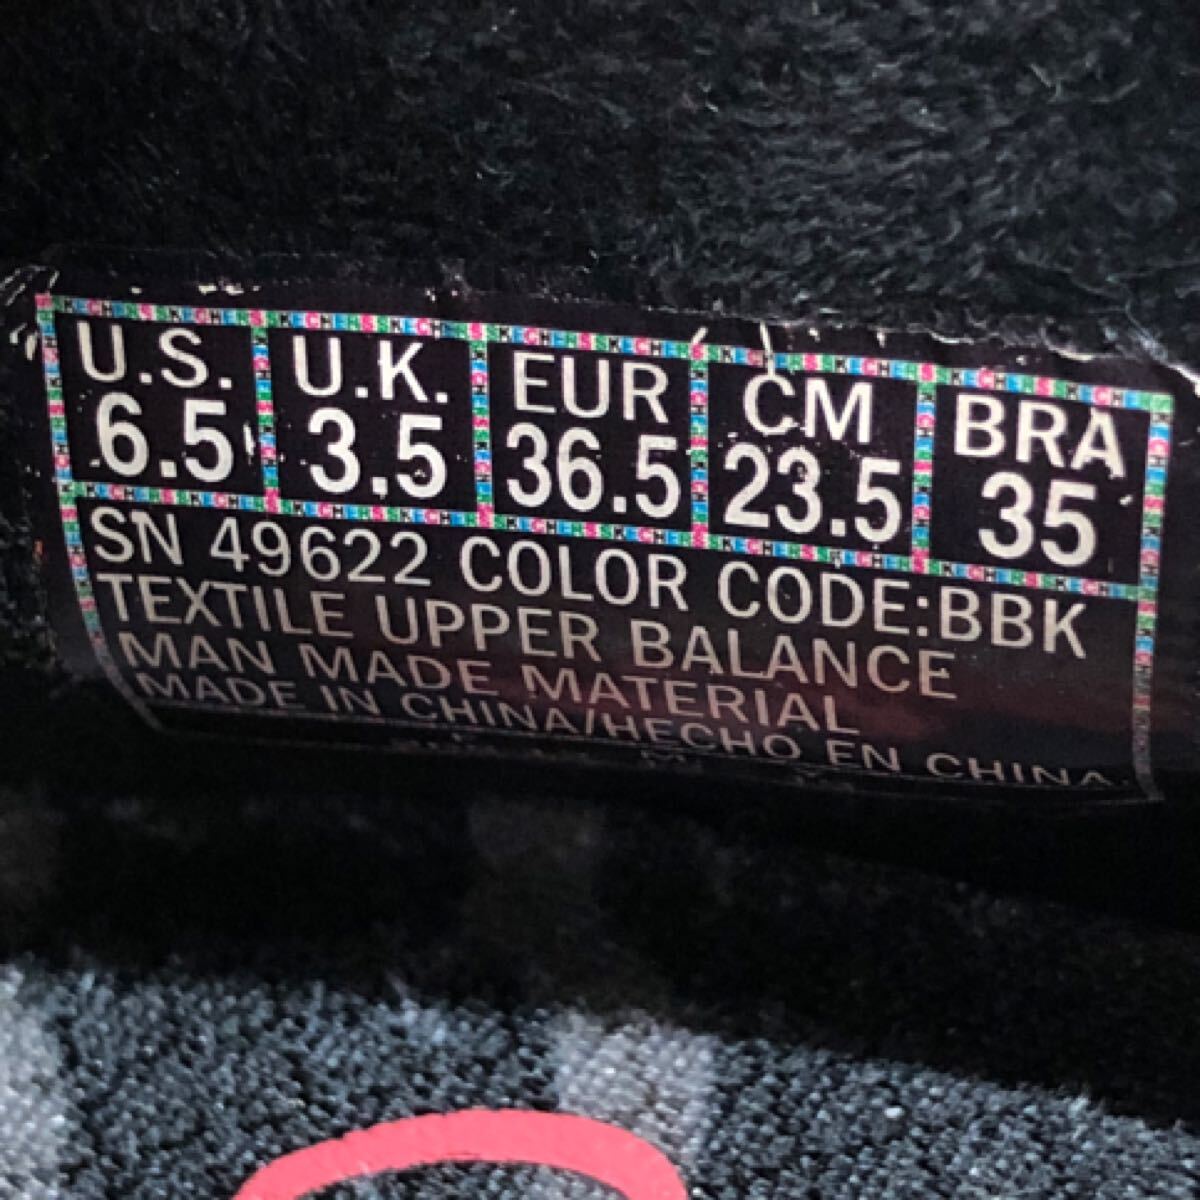 U.S. U.K. EUR CM BRA
6.5 3.5 36.5 23.5 35
SN 49622 COLOR CODE:BBK
TEXTILE UPPER BALANCE
MAN MADE MATERIAL
MADE IN CHINA/HECHO EN CHINA